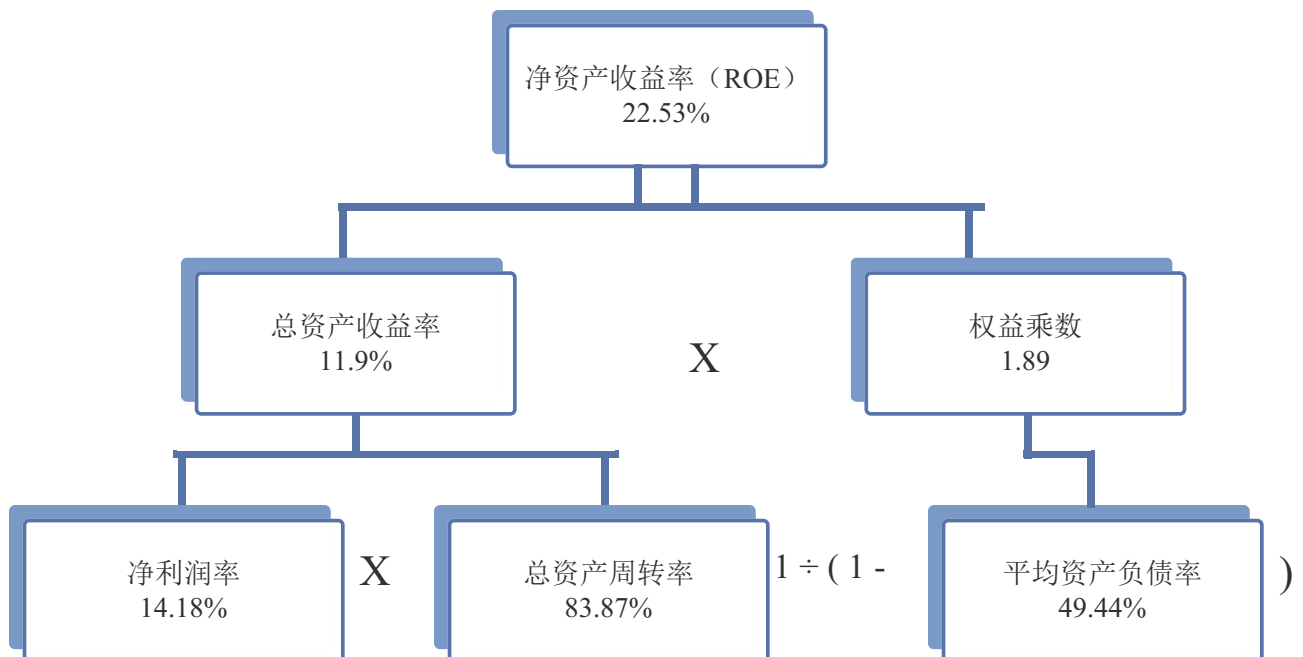 净资产收益率（ROE）
22.53%
总资产收益率
11.9%
X
权益乘数
1.89
净利润率
14.18%
X
总资产周转率
83.87%
1 ÷ ( 1 -
平均资产负债率
49.44%
)